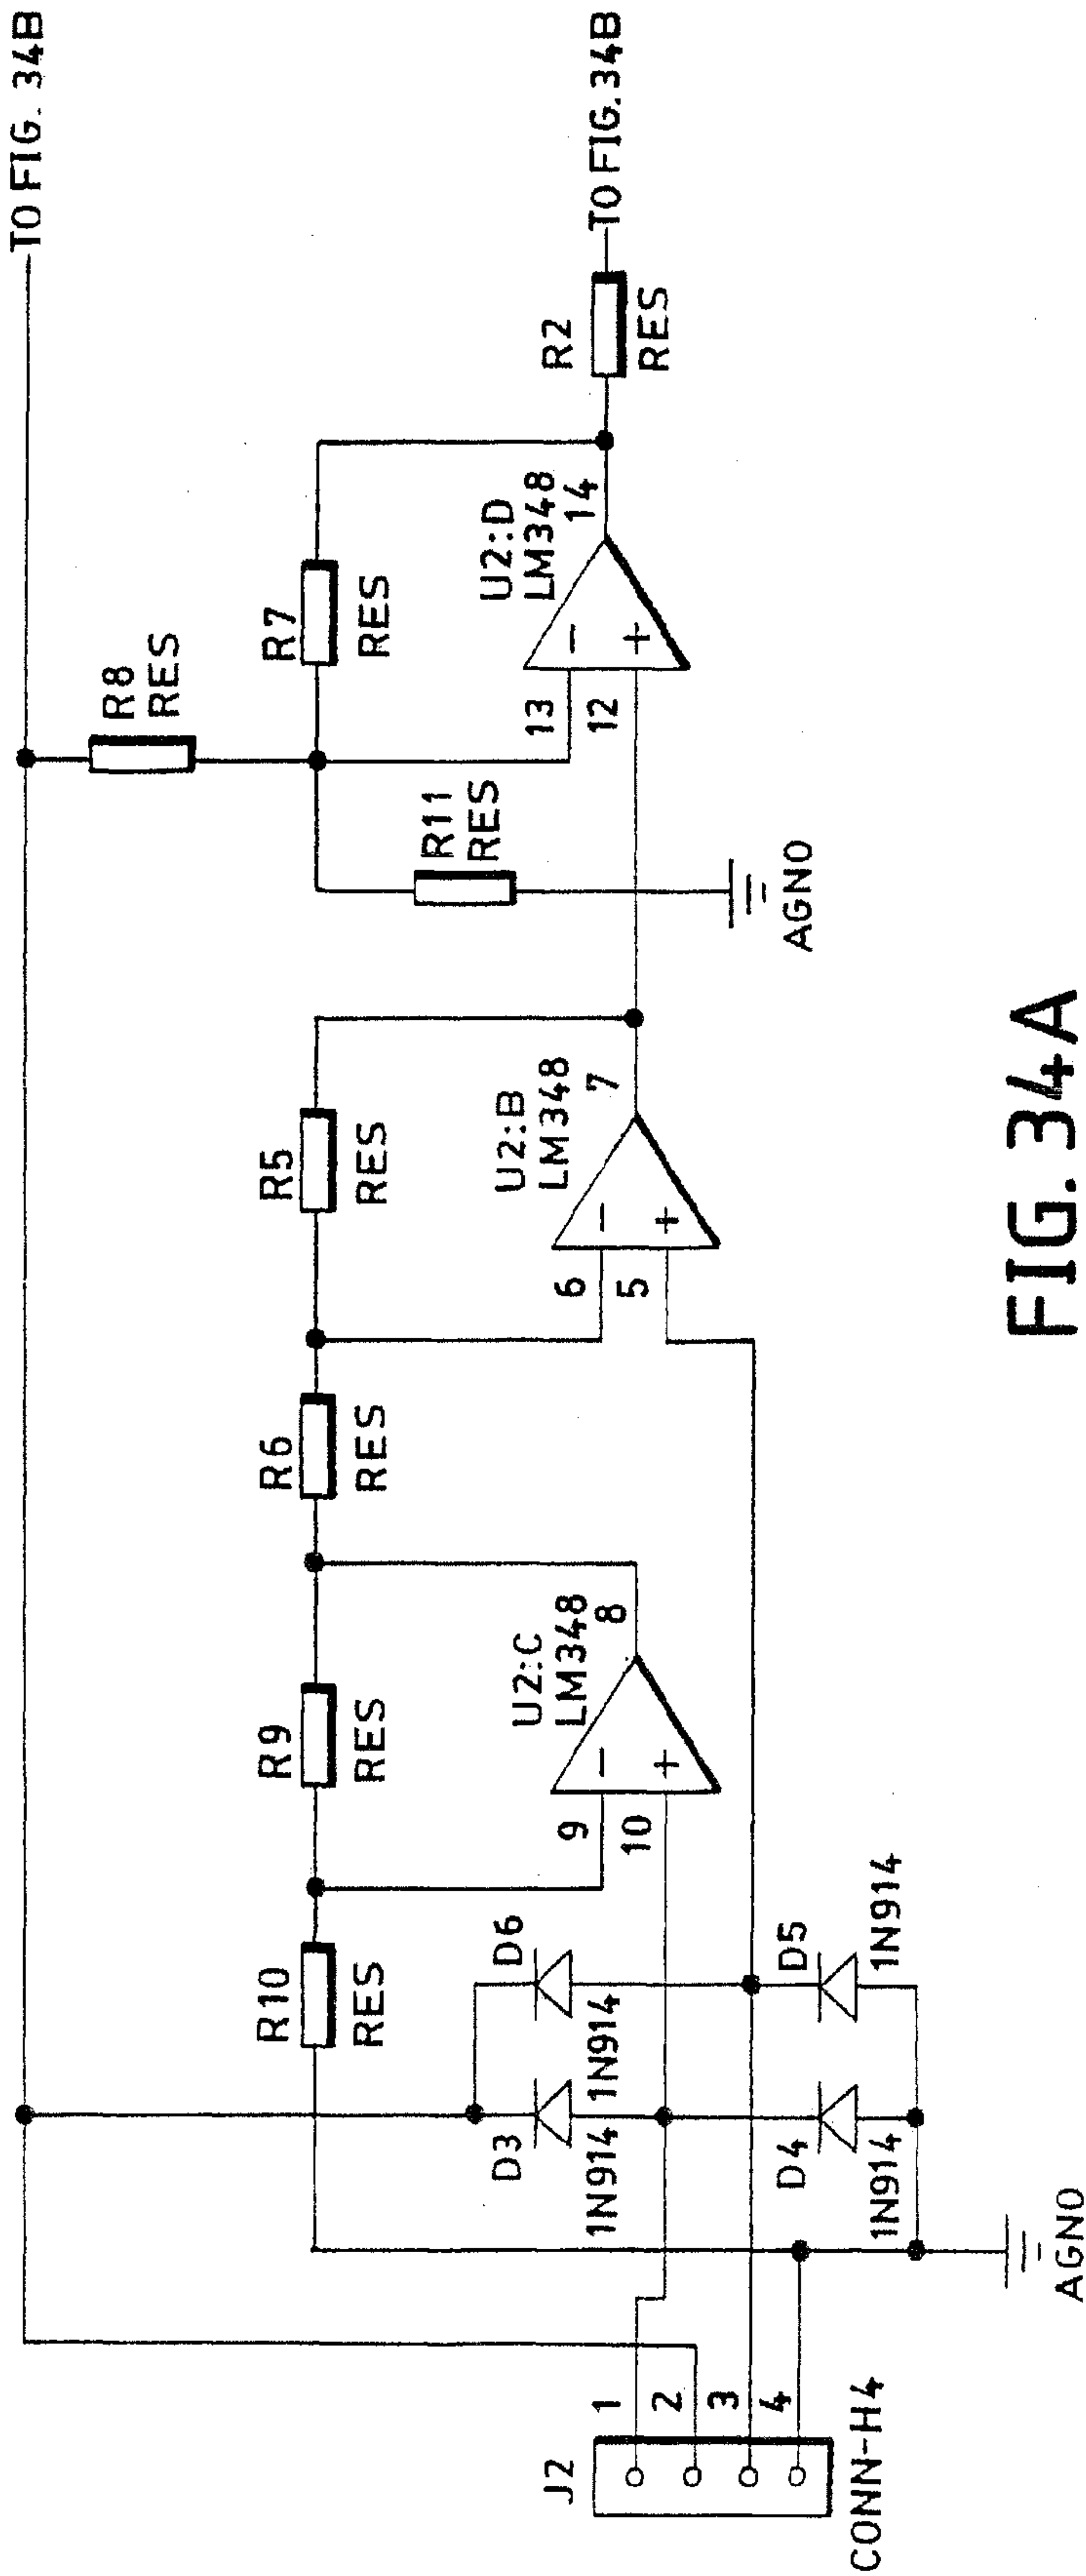 TO FIG. 34B
R8
RES
R7
RES
R11
RES
13
12
−
+
U2:D
LM348
14
R2
RES
TO FIG.34B
AGNO
R5
RES
R6
RES
6
5
−
+
U2:B
LM348
7
R9
RES
R10
RES
9
10
−
+
U2:C
LM348
8
D3
1N914
D6
1N914
D4
1N914
D5
1N914
J2
1
2
3
4
CONN-H4
AGNO
FIG. 34A